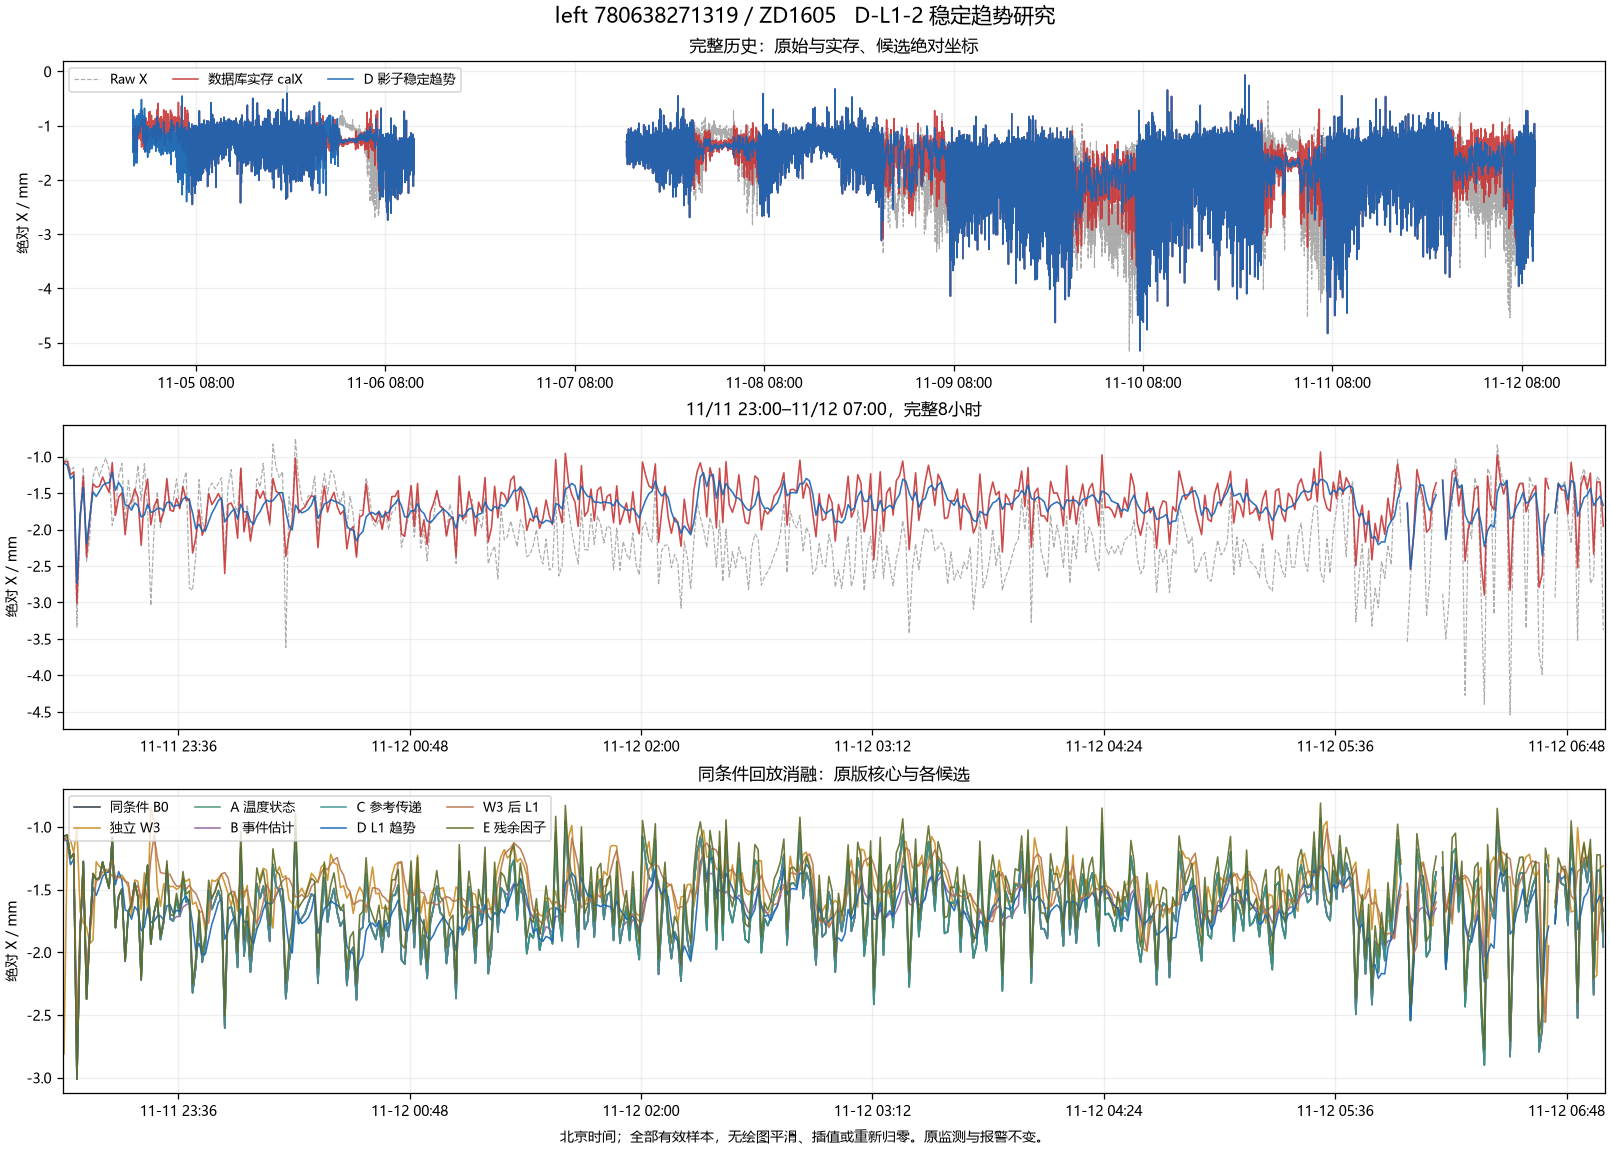 left 780638271319 / ZD1605   D-L1-2 稳定趋势研究
完整历史：原始与实存、候选绝对坐标
Raw X
数据库实存 calX
D 影子稳定趋势
0
-1
-2
-3
-4
-5
绝对 X / mm
11-05 08:00
11-06 08:00
11-07 08:00
11-08 08:00
11-09 08:00
11-10 08:00
11-11 08:00
11-12 08:00
11/11 23:00–11/12 07:00，完整8小时
-1.0
-1.5
-2.0
-2.5
-3.0
-3.5
-4.0
-4.5
绝对 X / mm
11-11 23:36
11-12 00:48
11-12 02:00
11-12 03:12
11-12 04:24
11-12 05:36
11-12 06:48
同条件回放消融：原版核心与各候选
同条件 B0
A 温度状态
C 参考传递
W3 后 L1
独立 W3
B 事件估计
D L1 趋势
E 残余因子
-1.0
-1.5
-2.0
-2.5
-3.0
绝对 X / mm
11-11 23:36
11-12 00:48
11-12 02:00
11-12 03:12
11-12 04:24
11-12 05:36
11-12 06:48
北京时间；全部有效样本，无绘图平滑、插值或重新归零。原监测与报警不变。